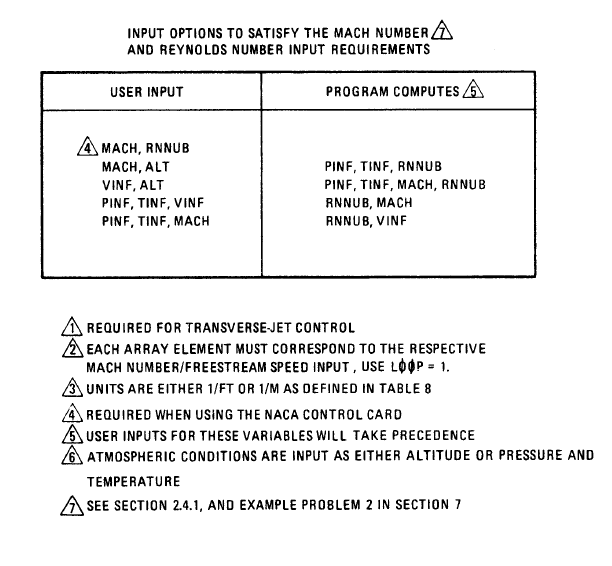 INPUT OPTIONS TO SATISFY THE MACH NUMBER 7
AND REYNOLDS NUMBER INPUT REQUIREMENTS
USER INPUT PROGRAM COMPUTES 5
4 MACH, RNNUB
MACH, ALT PINF, TINF, RNNUB
VINF, ALT PINF, TINF, MACH, RNNUB
PINF, TINF, VINF RNNUB, MACH
PINF, TINF, MACH RNNUB, VINF
1 REQUIRED FOR TRANSVERSE-JET CONTROL
2 EACH ARRAY ELEMENT MUST CORRESPOND TO THE RESPECTIVE
MACH NUMBER/FREESTREAM SPEED INPUT , USE LϕϕP = 1.
3 UNITS ARE EITHER 1/FT OR 1/M AS DEFINED IN TABLE 8
4 REQUIRED WHEN USING THE NACA CONTROL CARD
5 USER INPUTS FOR THESE VARIABLES WILL TAKE PRECEDENCE
6 ATMOSPHERIC CONDITIONS ARE INPUT AS EITHER ALTITUDE OR PRESSURE AND
TEMPERATURE
7 SEE SECTION 2.4.1, AND EXAMPLE PROBLEM 2 IN SECTION 7